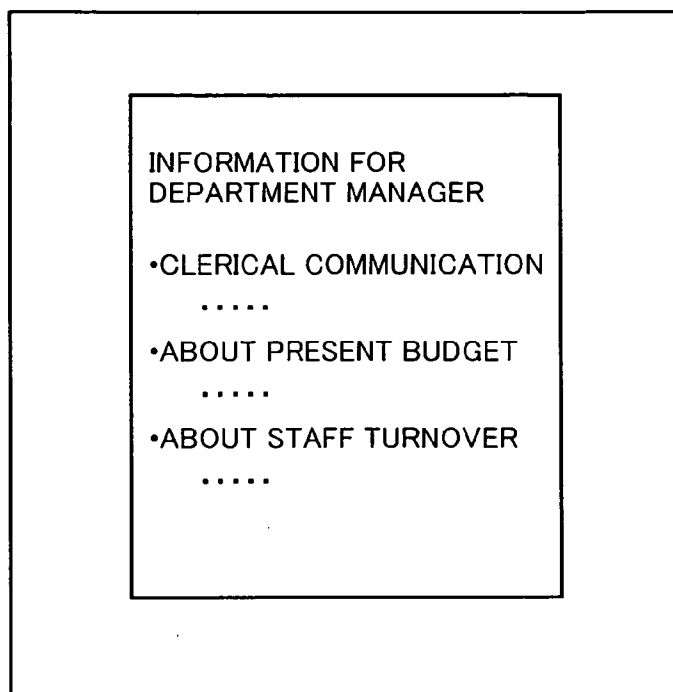 INFORMATION FOR
DEPARTMENT MANAGER
•CLERICAL COMMUNICATION
.....
•ABOUT PRESENT BUDGET
.....
•ABOUT STAFF TURNOVER
.....